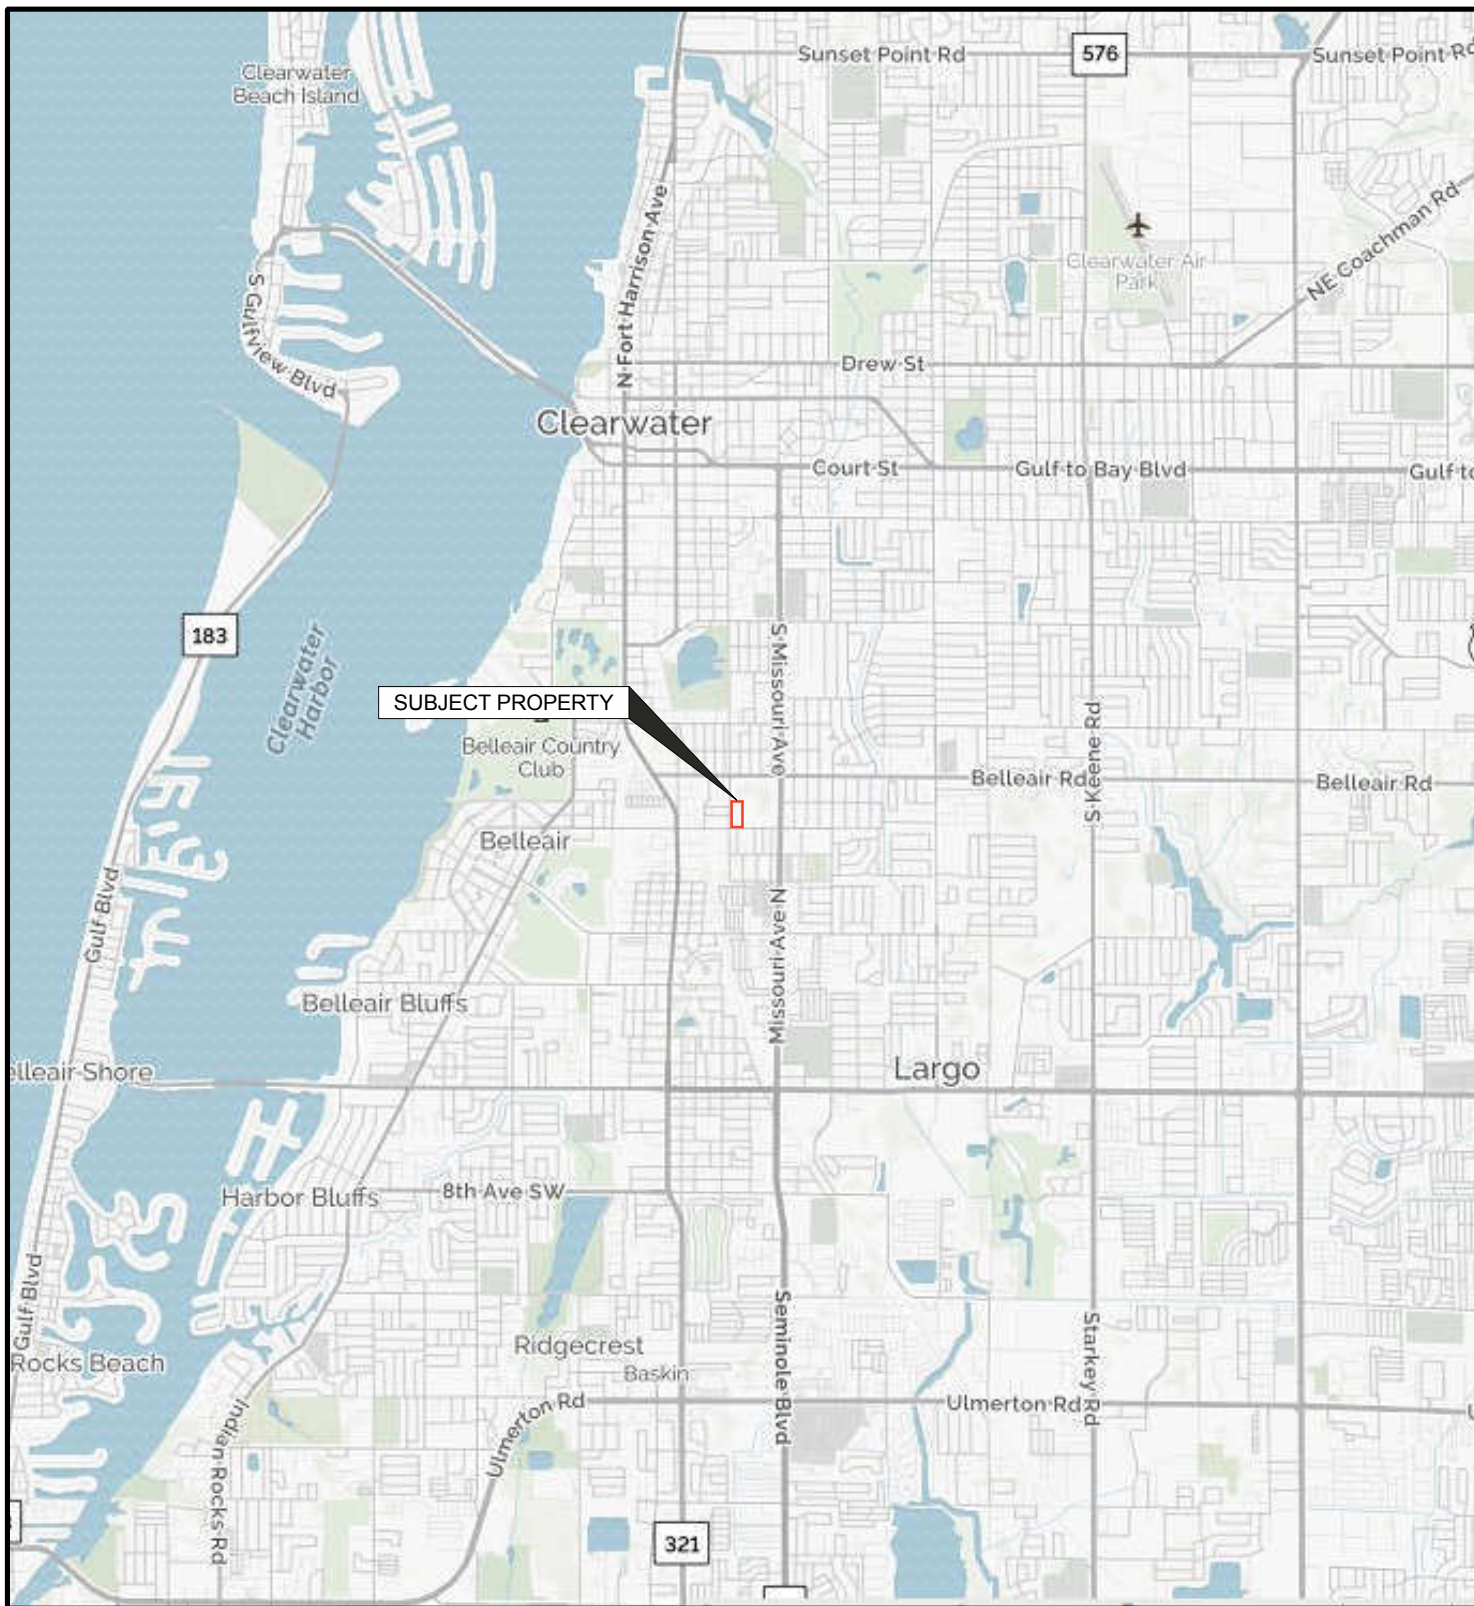 Sunset Point Rd
576
Sunset Point Rd
Clearwater
Beach Island
N Fort Harrison Ave
NE Coachman Rd
Clearwater Air
Park
S Gulfview Blvd
Drew St
Clearwater
Court St
Gulf to Bay Blvd
Gulf to
183
Clearwater
Harbor
S Missouri Ave
SUBJECT PROPERTY
S Keene Rd
Belleair Country
Club
Belleair Rd
Belleair Rd
Belleair
Gulf Blvd
Missouri Ave N
Belleair Bluffs
elleair Shore
Largo
Harbor Bluffs
8th Ave SW
Gulf Blvd
Seminole Blvd
Starkey Rd
Ridgecrest
Rocks Beach
Baskin
Ulmerton Rd
Ulmerton Rd
Indian Rocks Rd
321